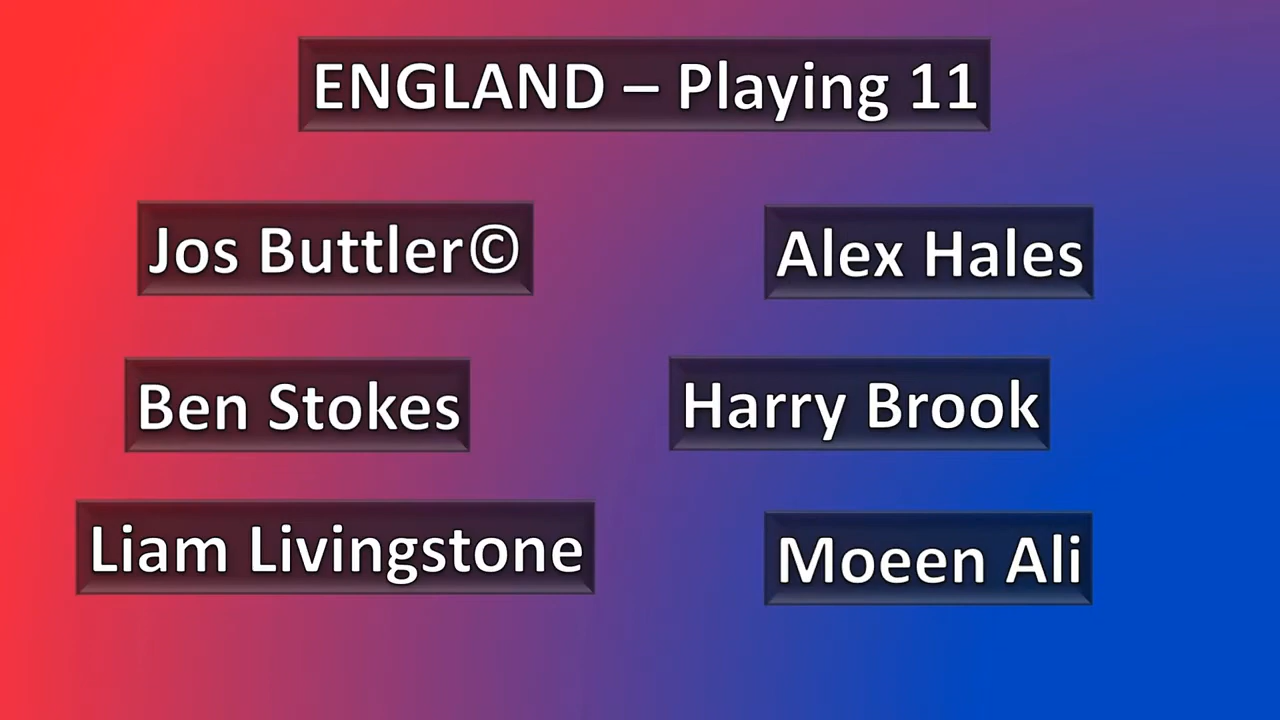 ENGLAND – Playing 11
Jos Buttler©
Alex Hales
Ben Stokes
Harry Brook
Liam Livingstone
Moeen Ali